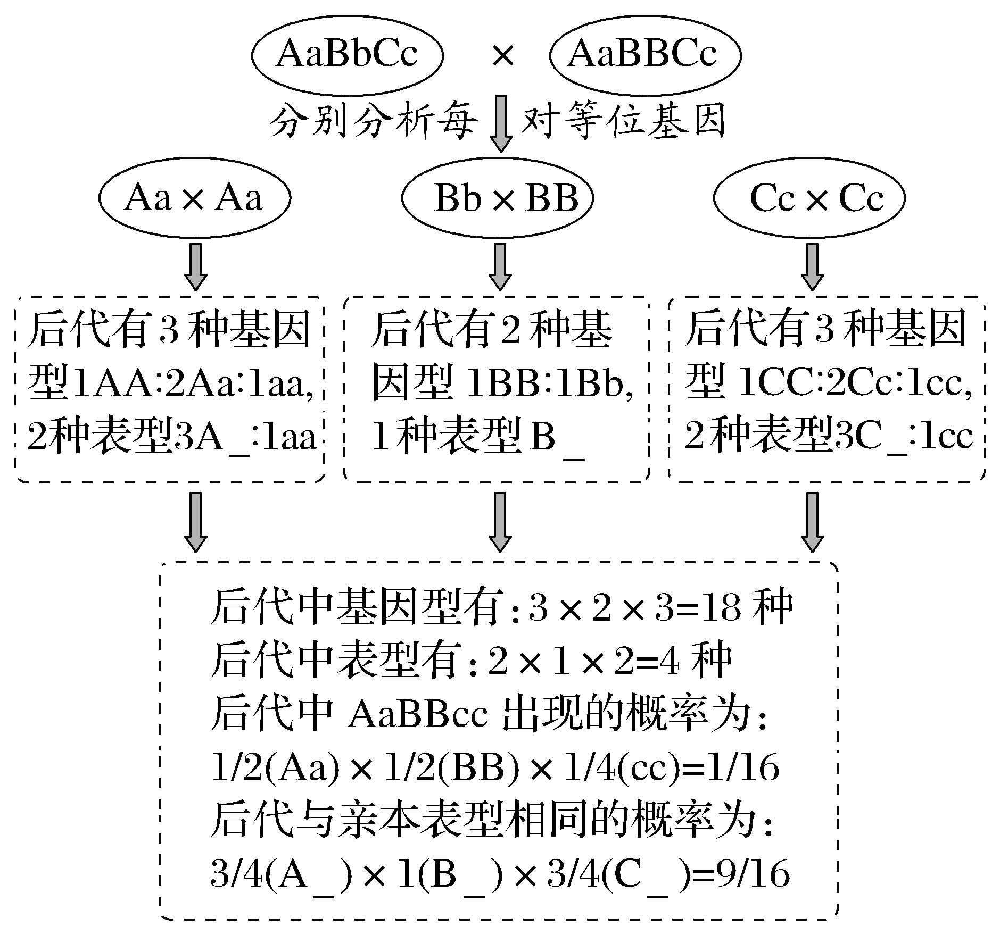 AaBbCc × AaBBCc
分别分析每 对等位基因
Aa × Aa
Bb × BB
Cc × Cc
后代有3种基因
型1AA∶2Aa∶1aa,
2种表型3A_∶1aa
后代有2种基
因型 1BB∶1Bb,
1种表型B_
后代有3种基因
型 1CC∶2Cc∶1cc,
2种表型3C_∶1cc
后代中基因型有:3×2×3=18 种
后代中表型有:2×1×2=4 种
后代中 AaBBcc 出现的概率为:
1/2(Aa)×1/2(BB)×1/4(cc)=1/16
后代与亲本表型相同的概率为:
3/4(A_)×1(B_)×3/4(C_)=9/16